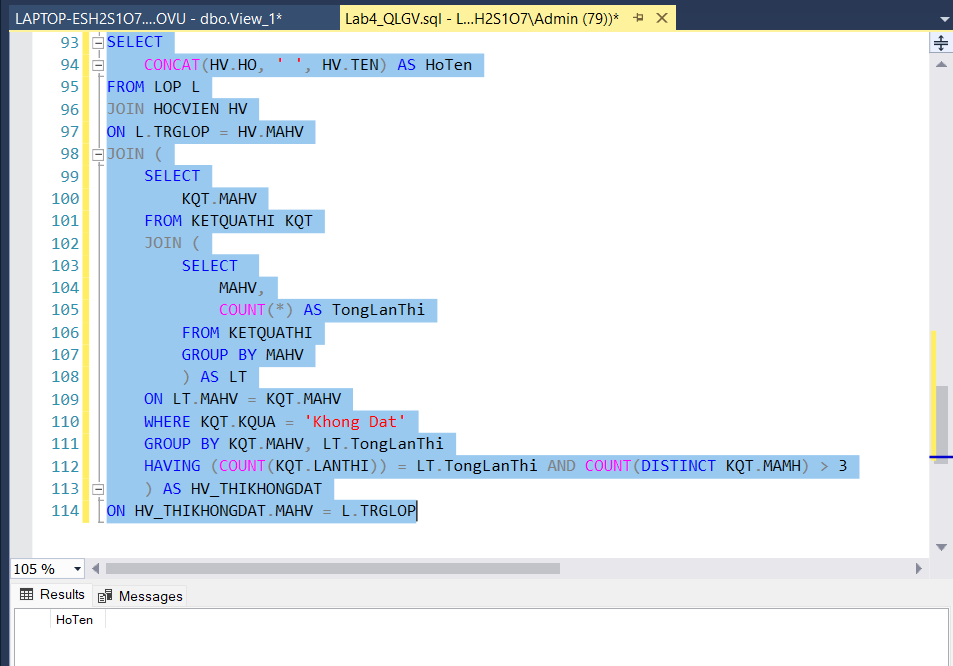 LAPTOP-ESH2S1O7....OVU - dbo.View_1* Lab4_QLGV.sql - L...H2S1O7\Admin (79))*
93 SELECT
94 CONCAT(HV.HO, ' ', HV.TEN) AS HoTen
95 FROM LOP L
96 JOIN HOCVIEN HV
97 ON L.TRGLOP = HV.MAHV
98 JOIN (
99 SELECT
100 KQT.MAHV
101 FROM KETQUATHI KQT
102 JOIN (
103 SELECT
104 MAHV,
105 COUNT(*) AS TongLanThi
106 FROM KETQUATHI
107 GROUP BY MAHV
108 ) AS LT
109 ON LT.MAHV = KQT.MAHV
110 WHERE KQT.KQUA = 'Khong Dat'
111 GROUP BY KQT.MAHV, LT.TongLanThi
112 HAVING (COUNT(KQT.LANTHI)) = LT.TongLanThi AND COUNT(DISTINCT KQT.MAMH) > 3
113 ) AS HV_THIKHONGDAT
114 ON HV_THIKHONGDAT.MAHV = L.TRGLOP
105 %
Results Messages
HoTen